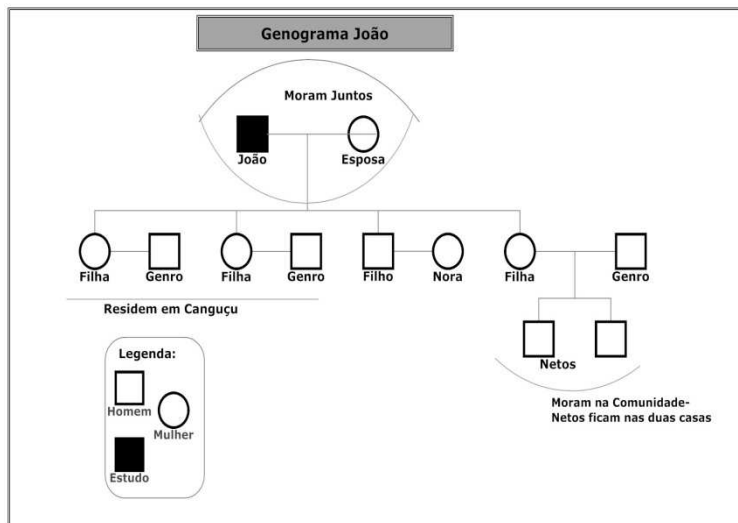 Genograma João
Moram Juntos
João
Esposa
Filha
Genro
Filha
Genro
Filho
Nora
Filha
Genro
Residem em Canguçu
Netos
Moram na Comunidade-
Netos ficam nas duas casas
Legenda:
Homem
Mulher
Estudo